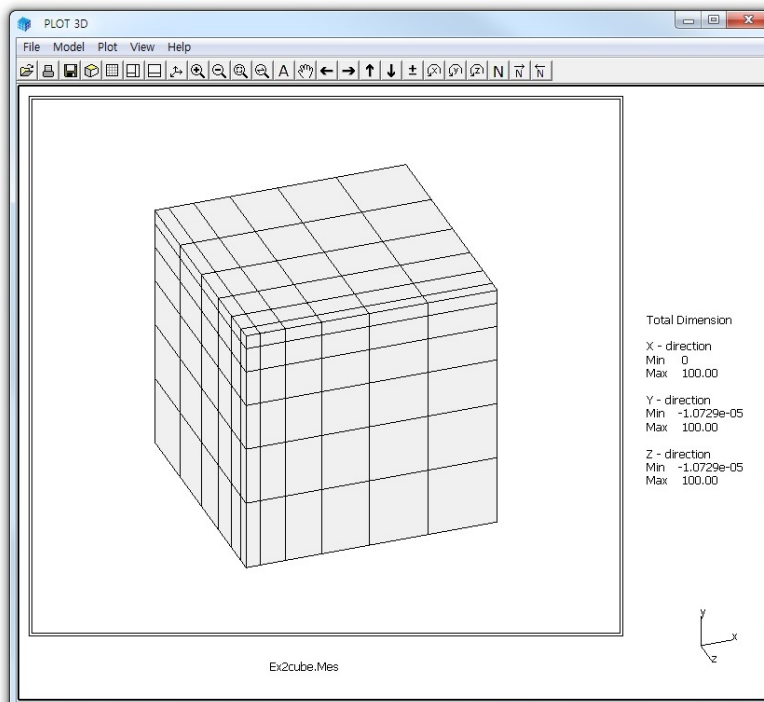 PLOT 3D
File Model Plot View Help
A ± x y z N N N
Total Dimension
X - direction
Min 0
Max 100.00
Y - direction
Min -1.0729e-05
Max 100.00
Z - direction
Min -1.0729e-05
Max 100.00
y
x
z
Ex2cube.Mes